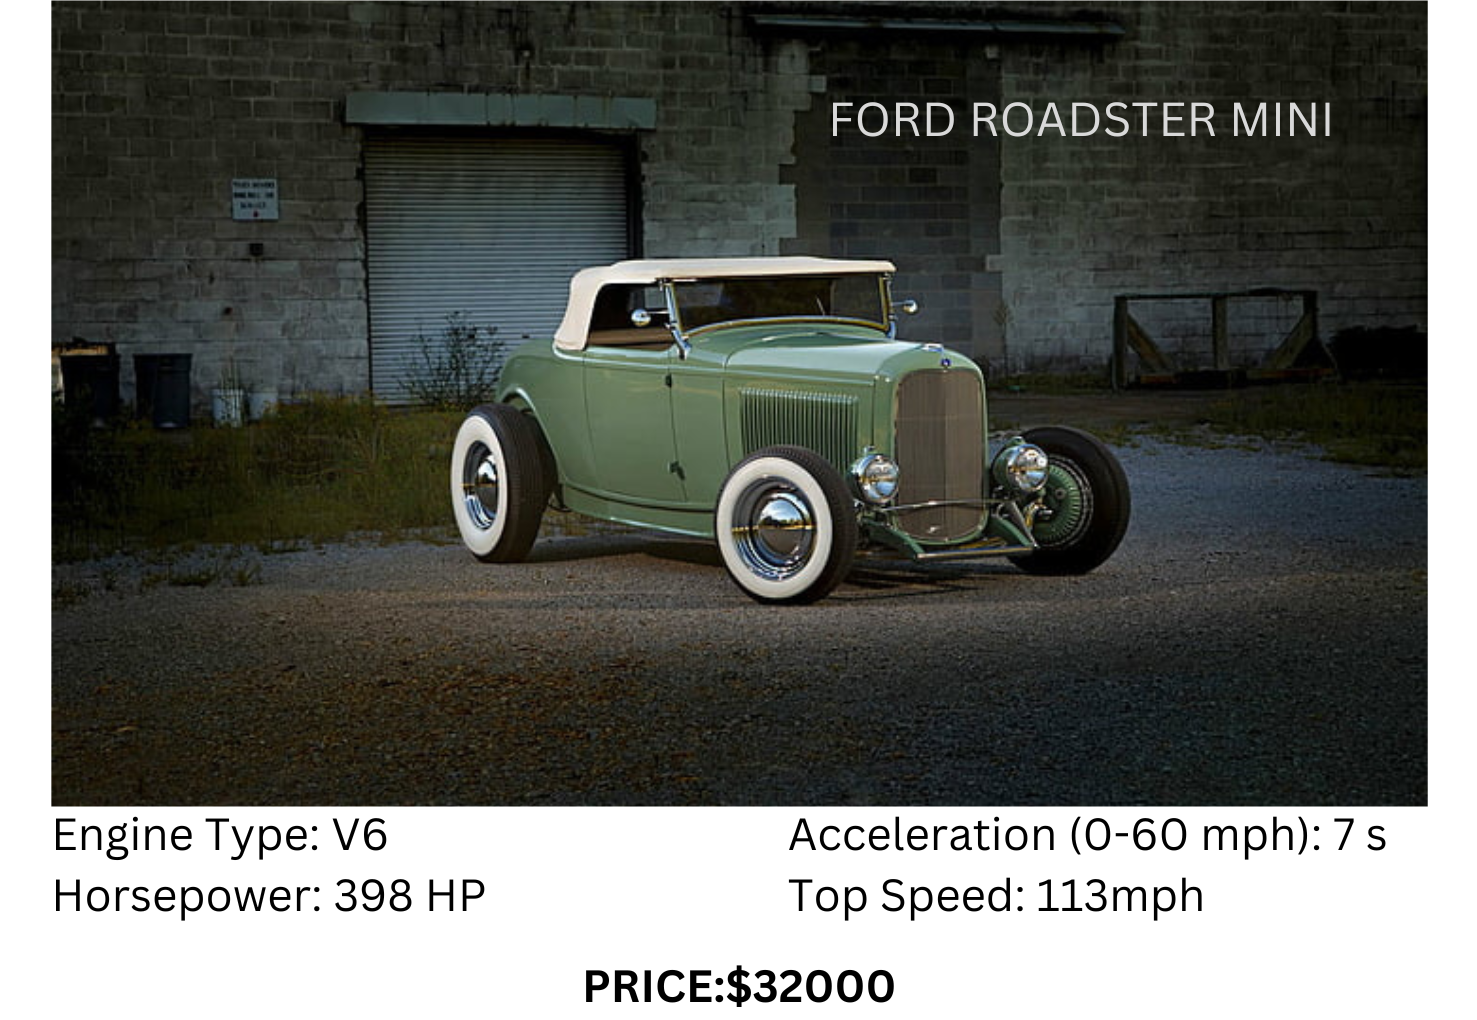 FORD ROADSTER MINI
Engine Type: V6
Horsepower: 398 HP
Acceleration (0-60 mph): 7 s
Top Speed: 113mph
PRICE:$32000